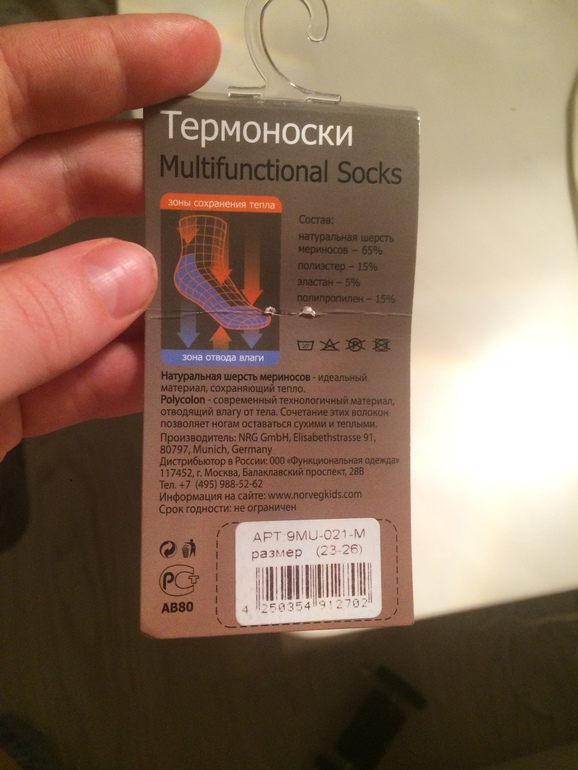 Термоноски
Multifunctional Socks
зоны сохранения тепла
зона отвода влаги
Состав:
натуральная шерсть
мериносов – 65%
полиэстер – 15%
эластан – 5%
полипропилен – 15%
Натуральная шерсть мериносов - идеальный
материал, сохраняющий тепло.
Polycolon - современный технологичный материал,
отводящий влагу от тела. Сочетание этих волокон
позволяет ногам оставаться сухими и теплыми.
Производитель: NRG GmbH, Elisabethstrasse 91,
80797, Munich, Germany
Дистрибьютор в России: ООО «Функциональная одежда»
117452, г. Москва, Балаклавский проспект, 28В
Тел. +7 (495) 988-52-62
Информация на сайте: www.norvegkids.com
Срок годности: не ограничен
АРТ:9MU-021-M
размер (23-26)
4 250354 912702
РСТ
АВ80